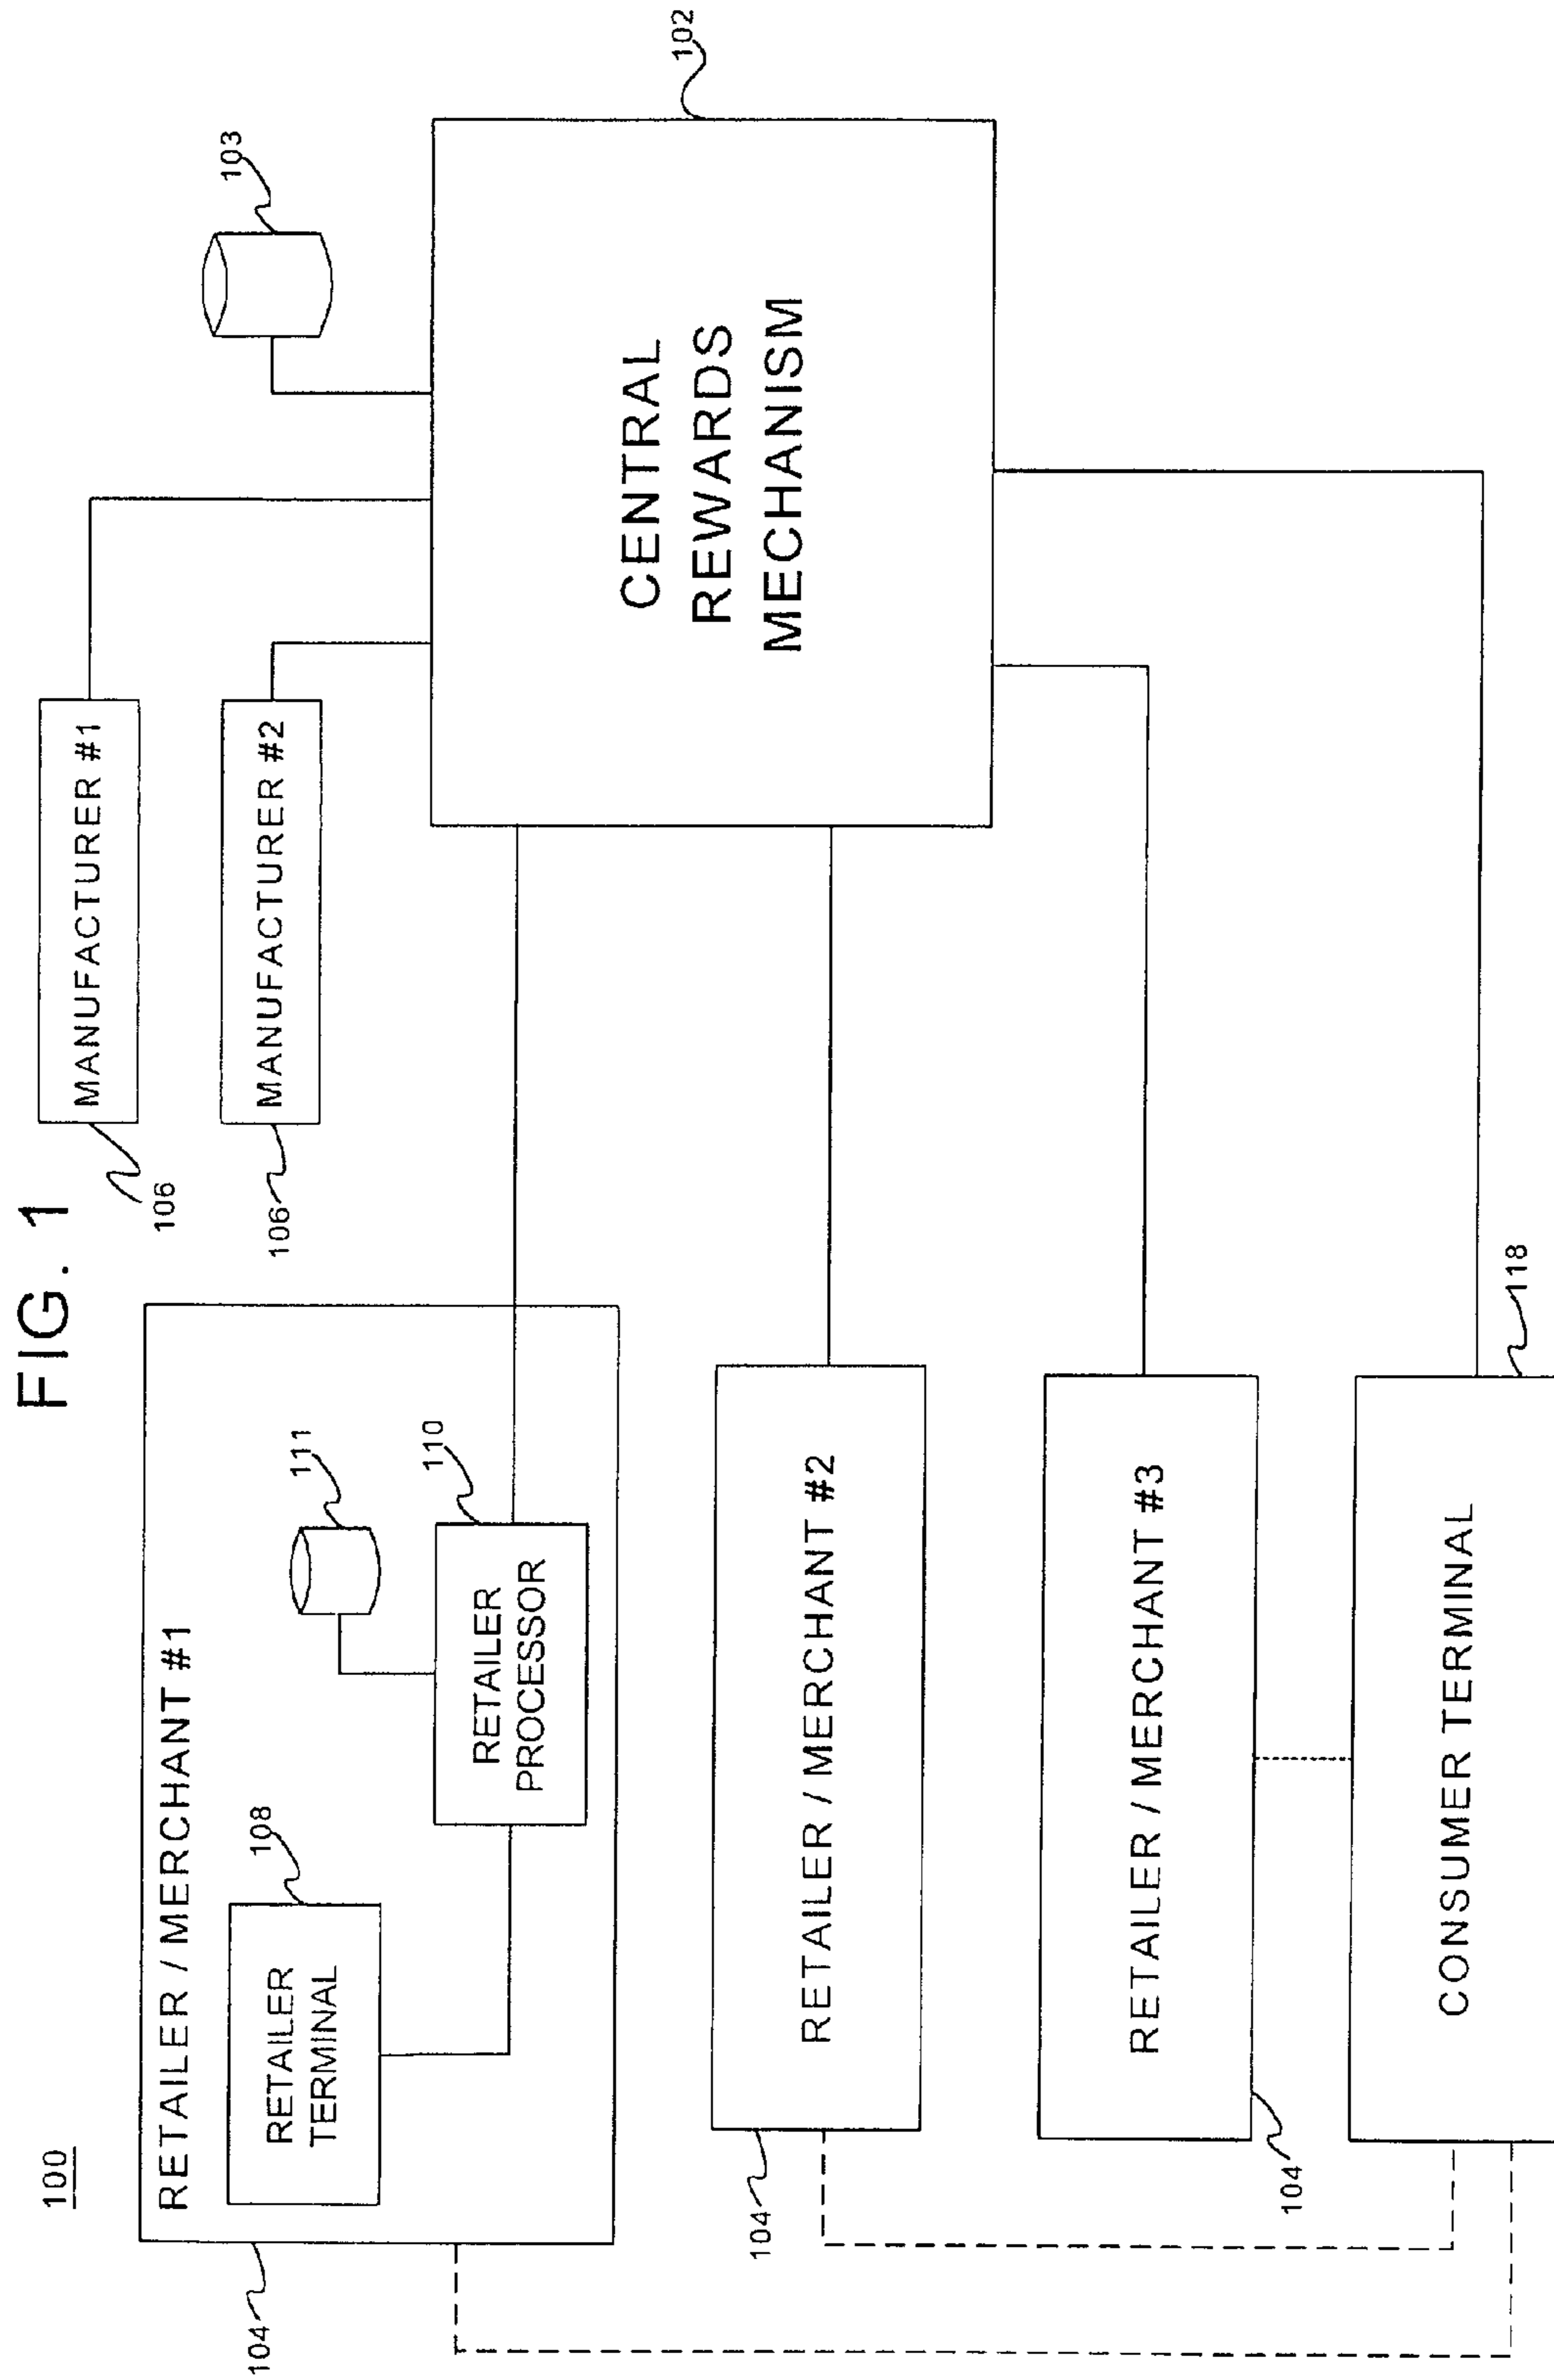 FIG. 1
100
RETAILER / MERCHANT #1
104
RETAILER
TERMINAL
108
RETAILER
PROCESSOR
110
111
MANUFACTURER #1
106
MANUFACTURER #2
106
103
CENTRAL
REWARDS
MECHANISM
102
RETAILER / MERCHANT #2
104
RETAILER / MERCHANT #3
104
CONSUMER TERMINAL
118